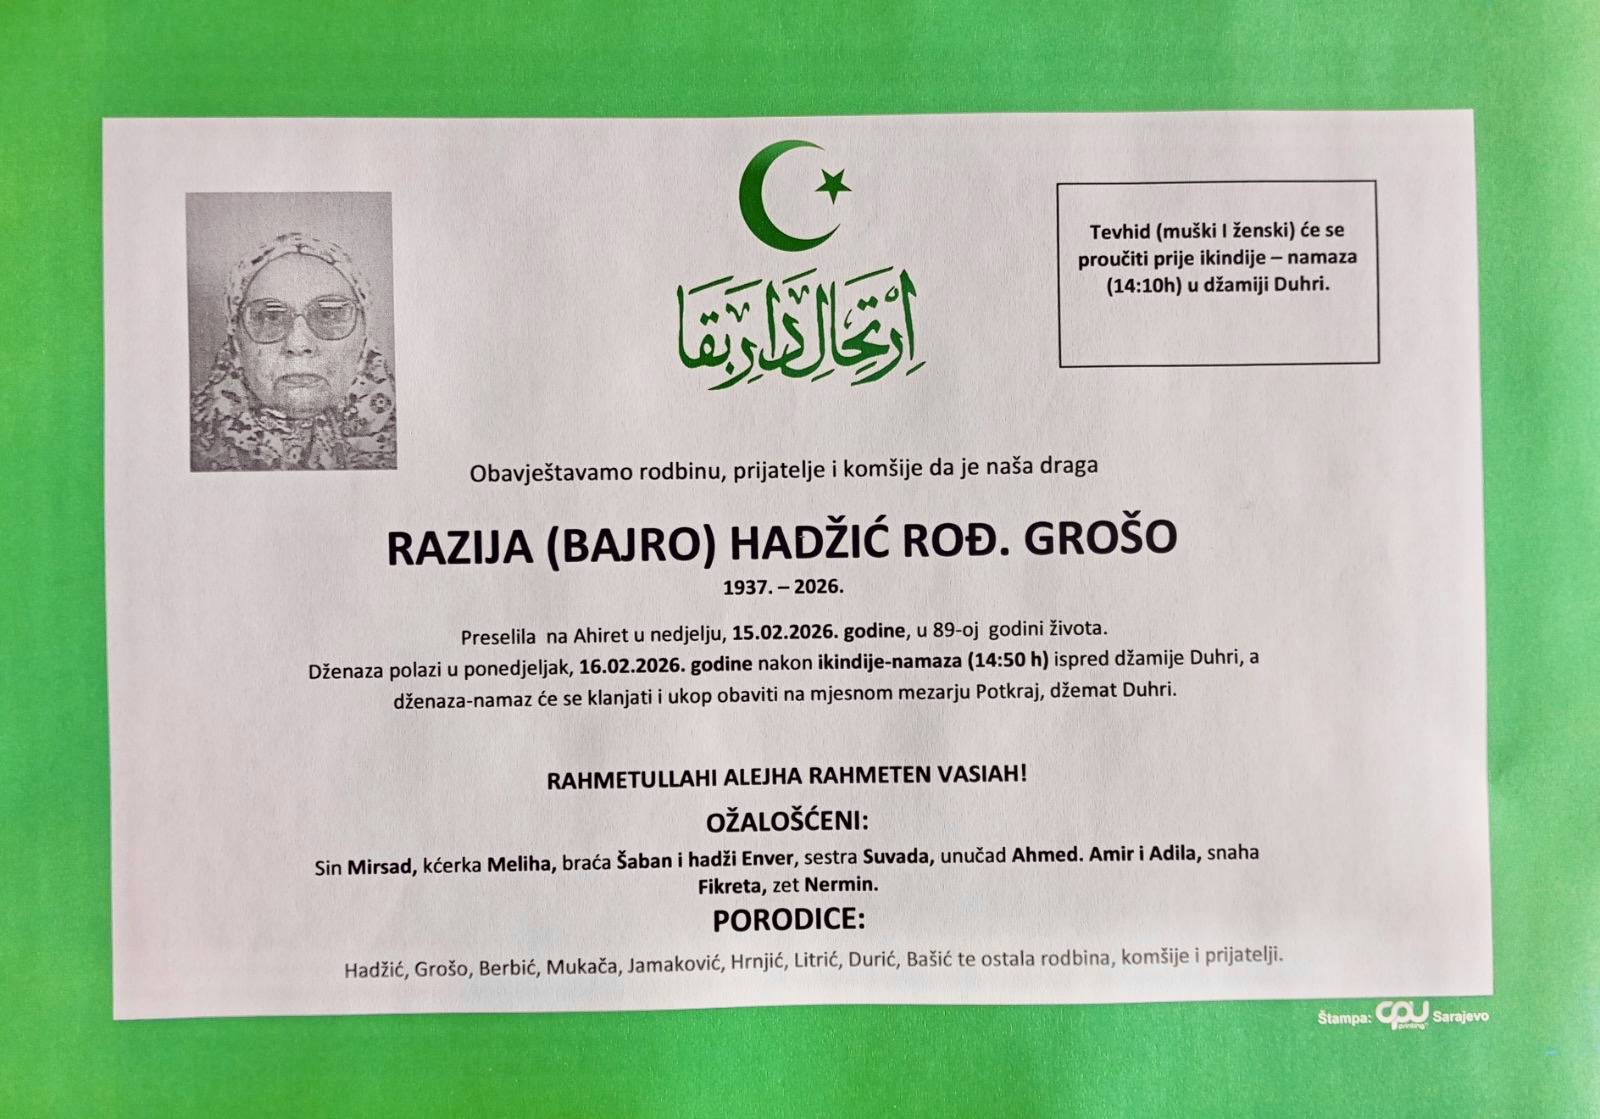 ارتحال دار بقا
Tevhid (muški I ženski) će se
proučiti prije ikindije – namaza
(14:10h) u džamiji Duhri.
Obavještavamo rodbinu, prijatelje i komšije da je naša draga
RAZIJA (BAJRO) HADŽIĆ ROĐ. GROŠO
1937. – 2026.
Preselila na Ahiret u nedjelju, 15.02.2026. godine, u 89-oj godini života.
Dženaza polazi u ponedjeljak, 16.02.2026. godine nakon ikindije-namaza (14:50 h) ispred džamije Duhri, a
dženaza-namaz će se klanjati i ukop obaviti na mjesnom mezarju Potkraj, džemat Duhri.
RAHMETULLAHI ALEJHA RAHMETEN VASIAH!
OŽALOŠĆENI:
Sin Mirsad, kćerka Meliha, braća Šaban i hadži Enver, sestra Suvada, unučad Ahmed. Amir i Adila, snaha
Fikreta, zet Nermin.
PORODICE:
Hadžić, Grošo, Berbić, Mukača, Jamaković, Hrnjić, Litrić, Durić, Bašić te ostala rodbina, komšije i prijatelji.
Štampa: CPU printing Sarajevo